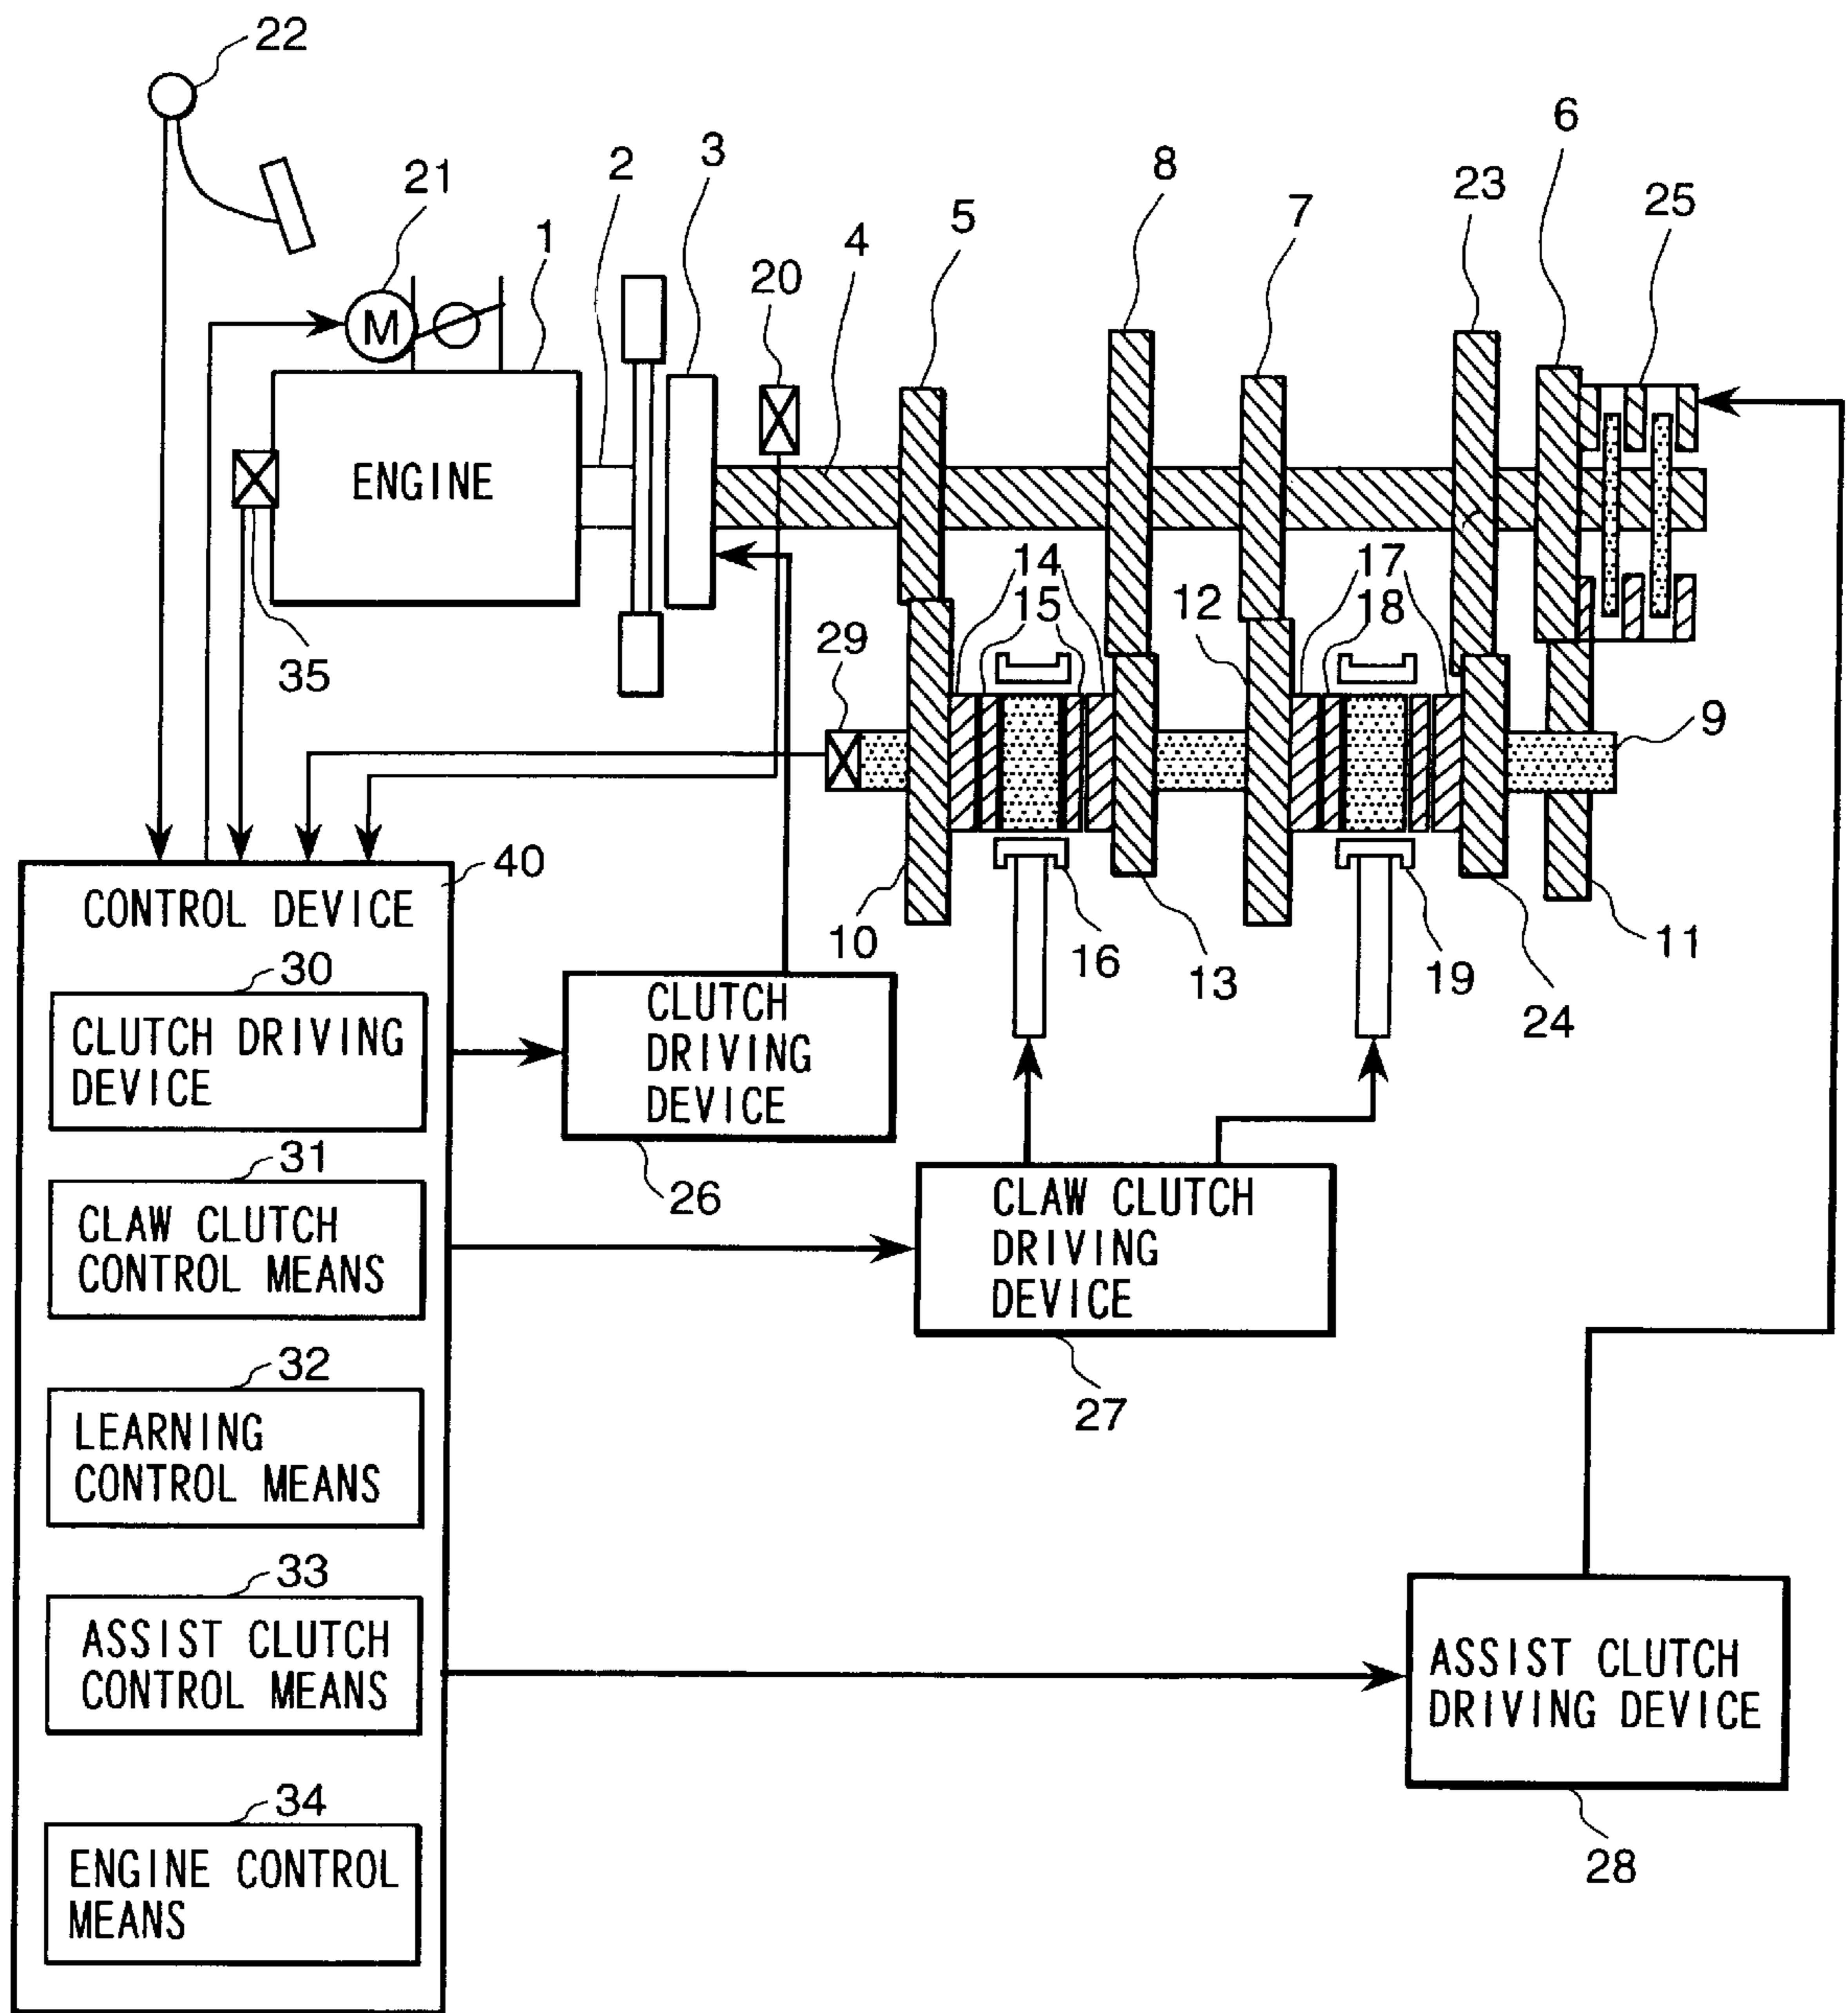 22
6
2
3
8
21
23
5
7
25
1
4
20
M
ENGINE
14
17
15
12
18
29
35
9
40
CONTROL DEVICE
10
16
13
19
11
30
24
CLUTCH DRIVING
DEVICE
CLUTCH
DRIVING
DEVICE
31
26
CLAW CLUTCH
CONTROL MEANS
CLAW CLUTCH
DRIVING
DEVICE
32
27
LEARNING
CONTROL MEANS
33
ASSIST CLUTCH
CONTROL MEANS
ASSIST CLUTCH
DRIVING DEVICE
34
28
ENGINE CONTROL
MEANS